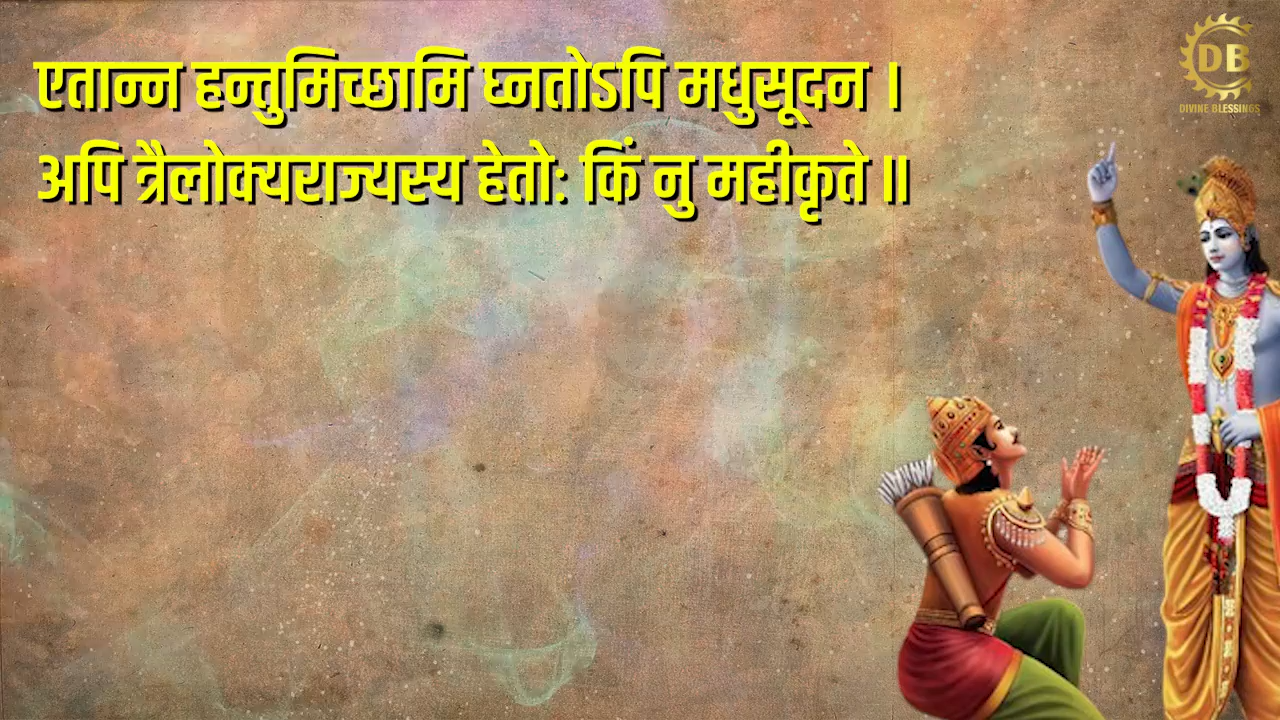 एतान्न हन्तुमिच्छामि घ्नतोऽपि मधुसूदन ।
अपि त्रैलोक्यराज्यस्य हेतोः किं नु महीकृते ॥
DB
DIVINE BLESSINGS